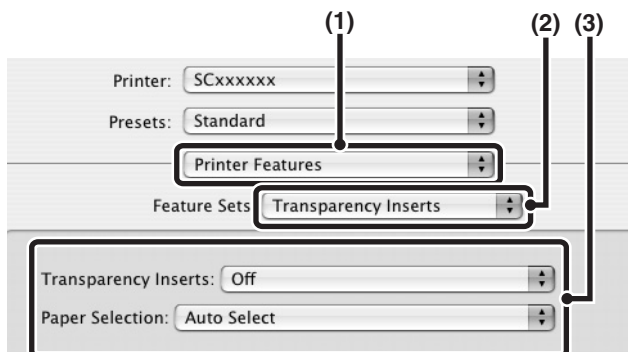 (1) (2) (3)
Printer: SCxxxxxx
Presets: Standard
Printer Features
Feature Sets Transparency Inserts
Transparency Inserts: Off
Paper Selection: Auto Select